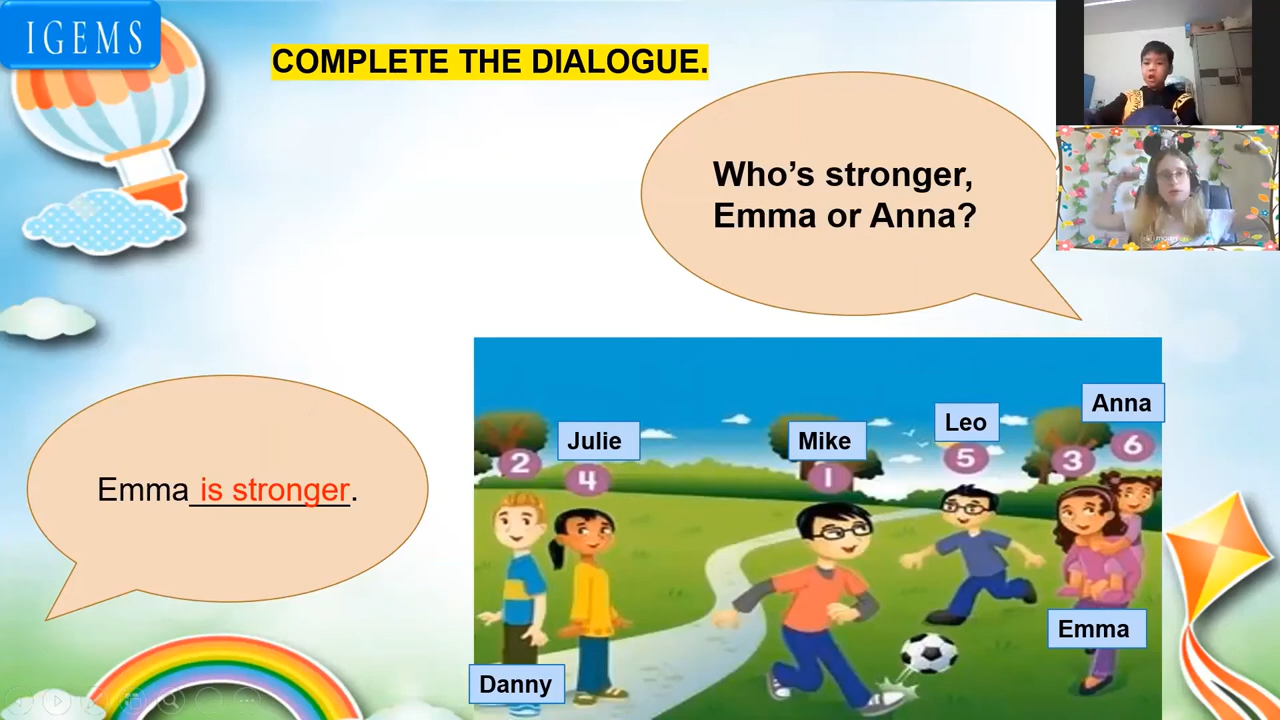 IGEMS
COMPLETE THE DIALOGUE.
Who's stronger,
Emma or Anna?
Emma is stronger.
Anna
Leo
Julie
Mike
2
4
1
5
3
6
Emma
Danny